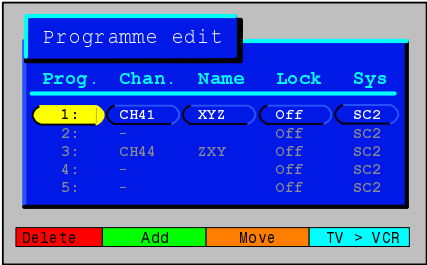 Programme edit
Prog. Chan. Name Lock Sys
1: CH41 XYZ Off SC2
2: - Off SC2
3: CH44 ZXY Off SC2
4: - Off SC2
5: - Off SC2
Delete Add Move TV > VCR